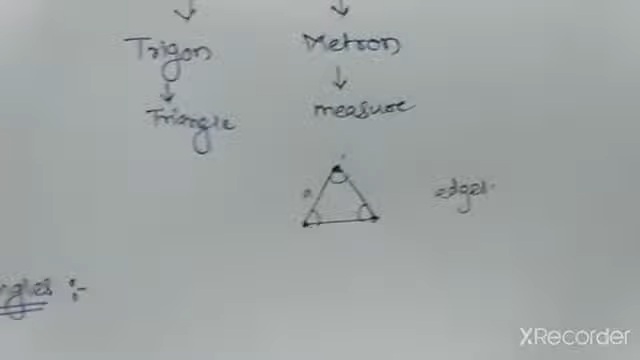 Trigon Metron
Triangle measure
edges.
:-
XRecorder